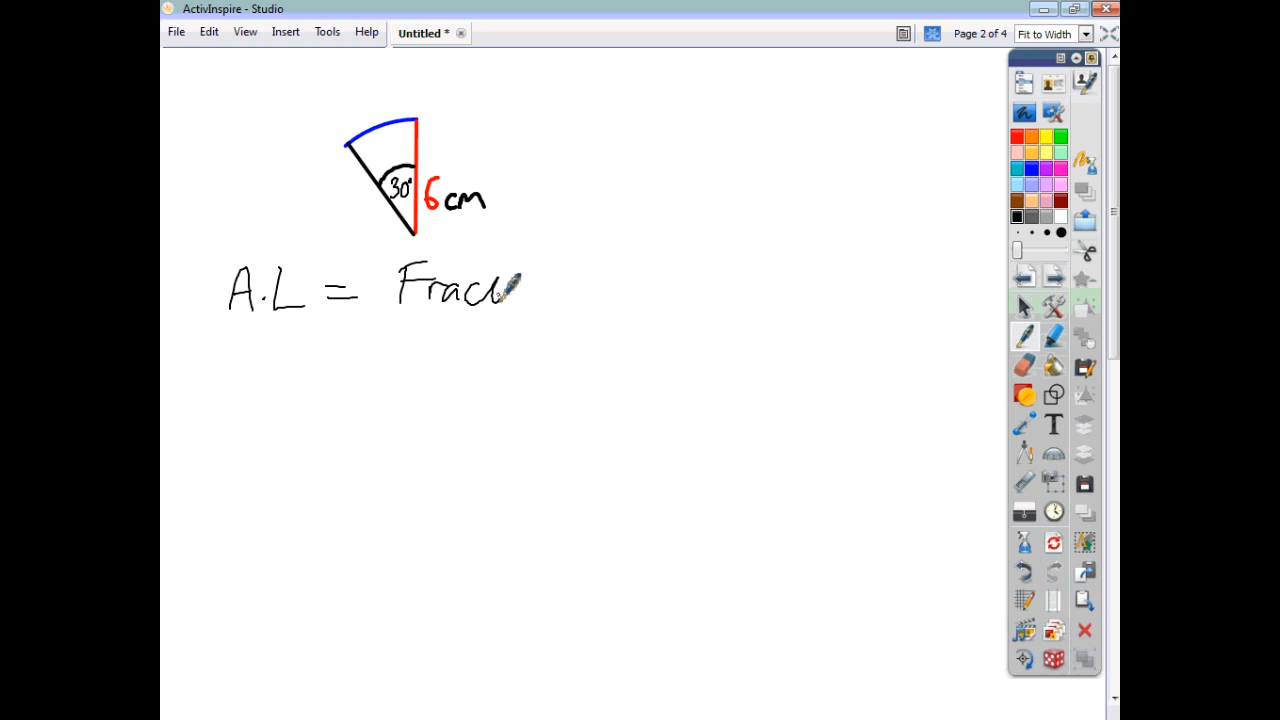 ActivInspire - Studio
File Edit View Insert Tools Help Untitled * Page 2 of 4 Fit to Width
30°
6cm
A.L = Frac